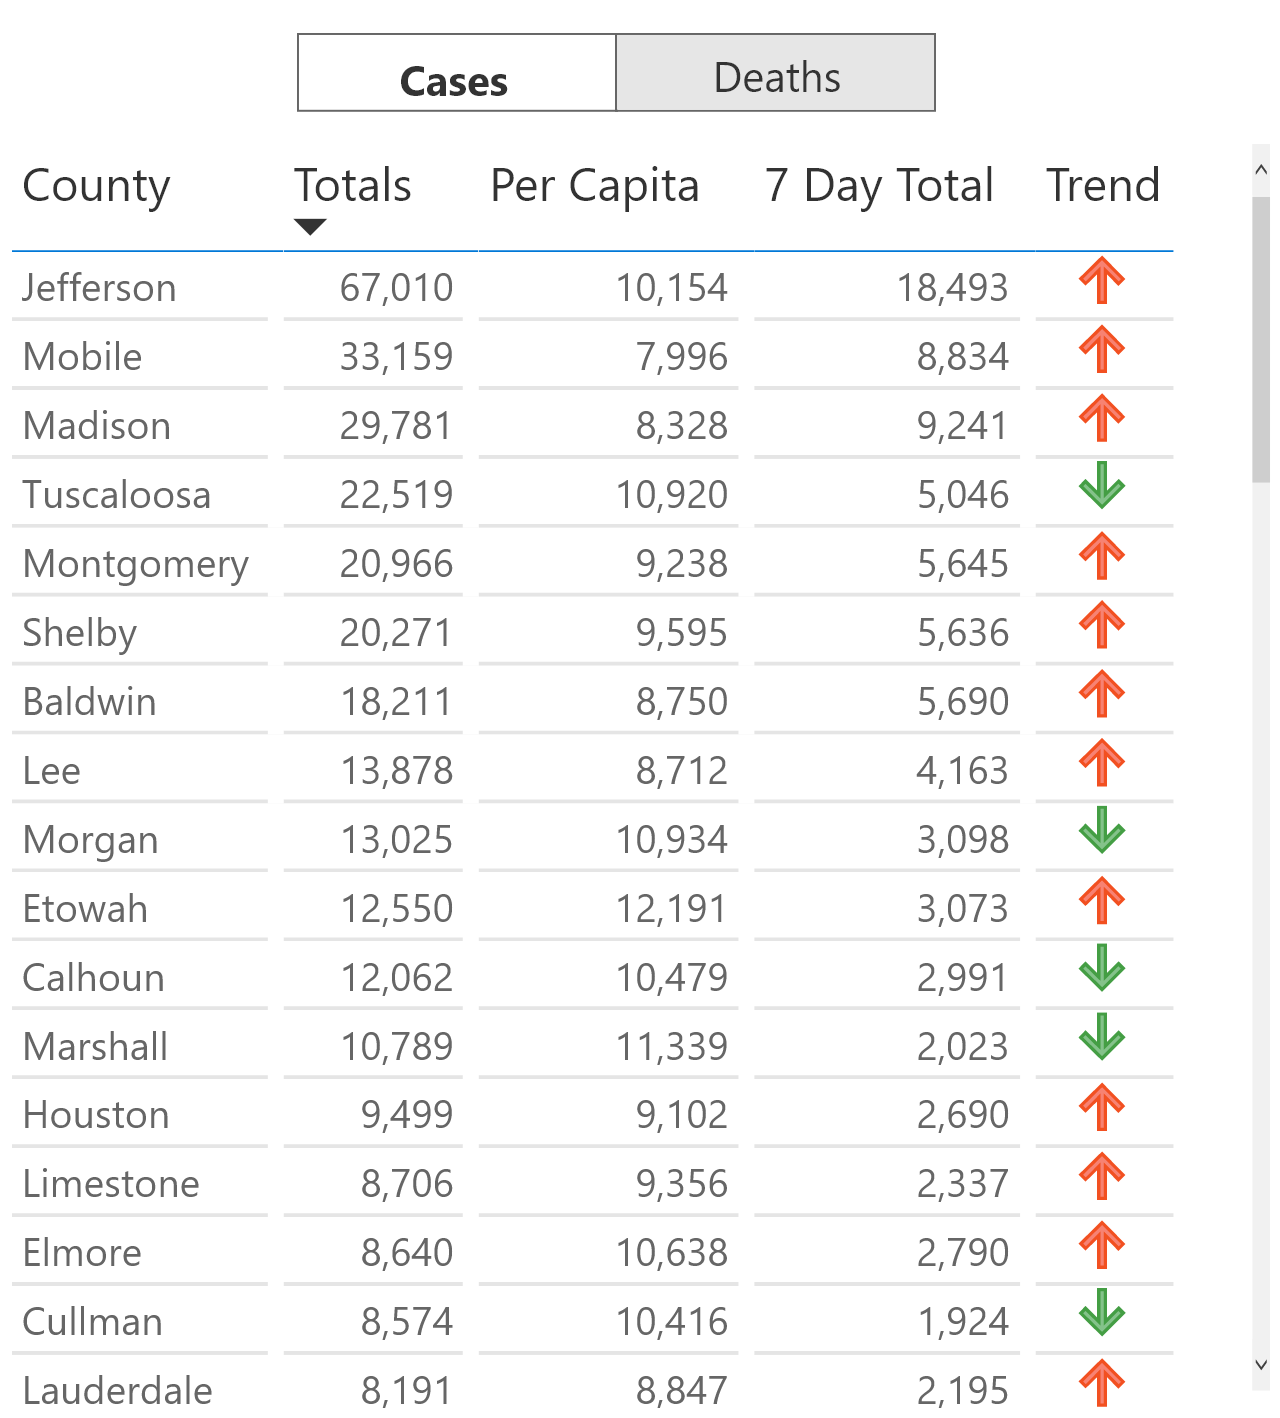 Cases Deaths
County Totals Per Capita 7 Day Total Trend
Jefferson 67,010 10,154 18,493
Mobile 33,159 7,996 8,834
Madison 29,781 8,328 9,241
Tuscaloosa 22,519 10,920 5,046
Montgomery 20,966 9,238 5,645
Shelby 20,271 9,595 5,636
Baldwin 18,211 8,750 5,690
Lee 13,878 8,712 4,163
Morgan 13,025 10,934 3,098
Etowah 12,550 12,191 3,073
Calhoun 12,062 10,479 2,991
Marshall 10,789 11,339 2,023
Houston 9,499 9,102 2,690
Limestone 8,706 9,356 2,337
Elmore 8,640 10,638 2,790
Cullman 8,574 10,416 1,924
Lauderdale 8,191 8,847 2,195